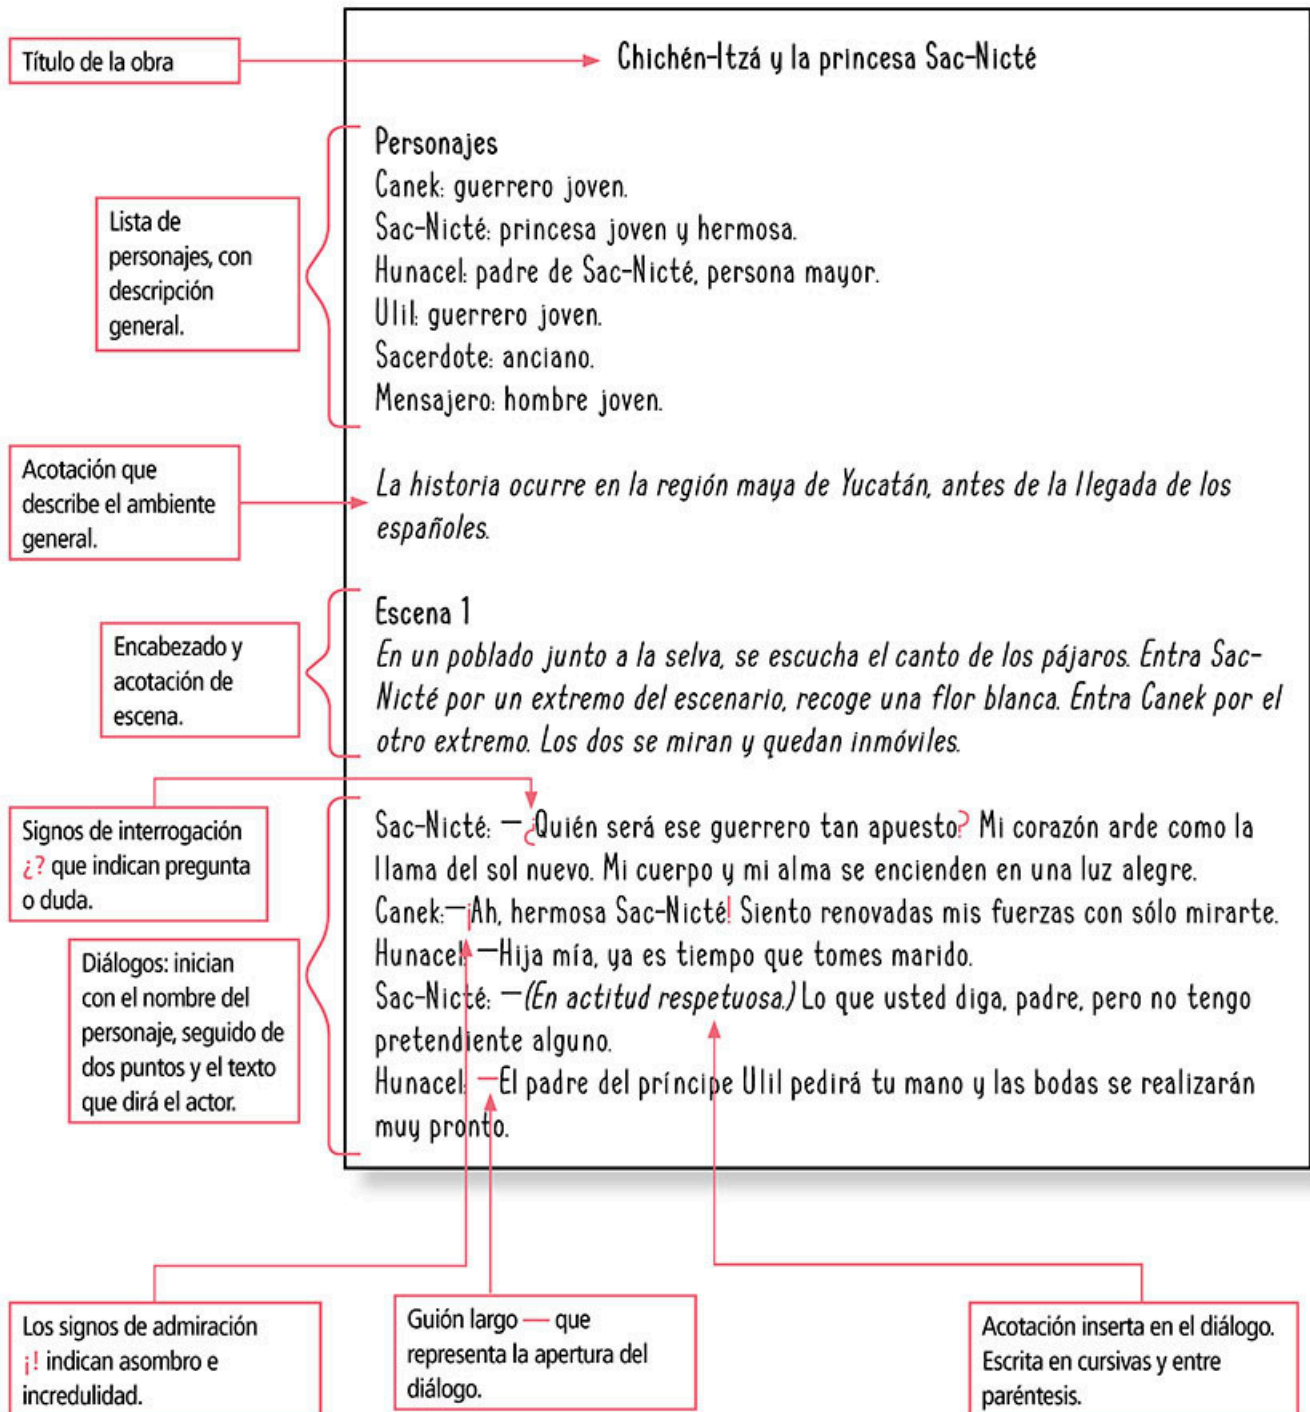 Título de la obra
Chichén-Itzá y la princesa Sac-Nicté
Lista de
personajes, con
descripción
general.
Personajes
Canek: guerrero joven.
Sac-Nicté: princesa joven y hermosa.
Hunacel: padre de Sac-Nicté, persona mayor.
Ulil: guerrero joven.
Sacerdote: anciano.
Mensajero: hombre joven.
Acotación que
describe el ambiente
general.
La historia ocurre en la región maya de Yucatán, antes de la llegada de los
españoles.
Encabezado y
acotación de
escena.
Escena 1
En un poblado junto a la selva, se escucha el canto de los pájaros. Entra Sac-
Nicté por un extremo del escenario, recoge una flor blanca. Entra Canek por el
otro extremo. Los dos se miran y quedan inmóviles.
Signos de interrogación
¿? que indican pregunta
o duda.
Diálogos: inician
con el nombre del
personaje, seguido de
dos puntos y el texto
que dirá el actor.
Sac-Nicté: —¿Quién será ese guerrero tan apuesto? Mi corazón arde como la
llama del sol nuevo. Mi cuerpo y mi alma se encienden en una luz alegre.
Canek:—¡Ah, hermosa Sac-Nicté! Siento renovadas mis fuerzas con sólo mirarte.
Hunacel: —Hija mía, ya es tiempo que tomes marido.
Sac-Nicté: —(En actitud respetuosa.) Lo que usted diga, padre, pero no tengo
pretendiente alguno.
Hunacel: —El padre del príncipe Ulil pedirá tu mano y las bodas se realizarán
muy pronto.
Los signos de admiración
¡! indican asombro e
incredulidad.
Guión largo — que
representa la apertura del
diálogo.
Acotación inserta en el diálogo.
Escrita en cursivas y entre
paréntesis.